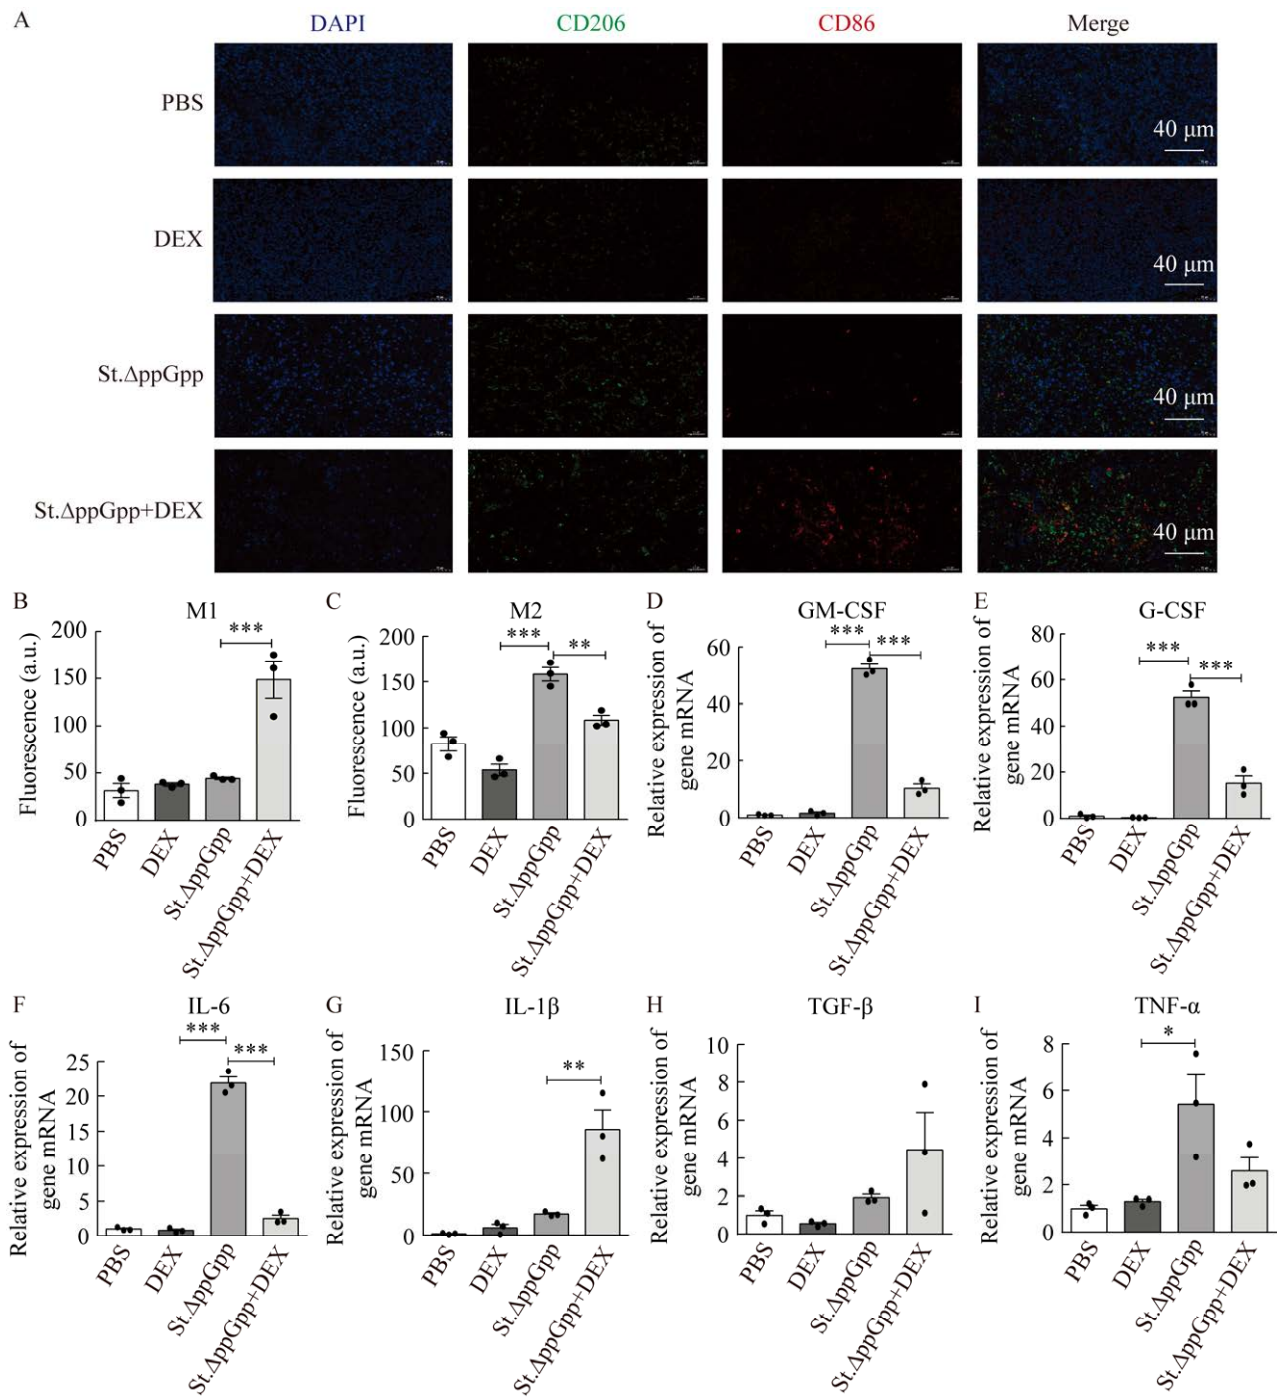 A
DAPI CD206 CD86 Merge
PBS
40 μm
DEX
40 μm
St.ΔppGpp
40 μm
St.ΔppGpp+DEX
40 μm
B
M1
Fluorescence (a.u.)
200
150
100
50
0
***
PBS
DEX
St.ΔppGpp
St.ΔppGpp+DEX
C
M2
Fluorescence (a.u.)
200
150
100
50
0
*** **
PBS
DEX
St.ΔppGpp
St.ΔppGpp+DEX
D
GM-CSF
Relative expression of
gene mRNA
60
40
20
0
*** ***
PBS
DEX
St.ΔppGpp
St.ΔppGpp+DEX
E
G-CSF
Relative expression of
gene mRNA
80
60
40
20
0
*** ***
PBS
DEX
St.ΔppGpp
St.ΔppGpp+DEX
F
IL-6
Relative expression of
gene mRNA
25
20
15
10
5
0
*** ***
PBS
DEX
St.ΔppGpp
St.ΔppGpp+DEX
G
IL-1β
Relative expression of
gene mRNA
150
100
50
0
**
PBS
DEX
St.ΔppGpp
St.ΔppGpp+DEX
H
TGF-β
Relative expression of
gene mRNA
10
8
6
4
2
0
PBS
DEX
St.ΔppGpp
St.ΔppGpp+DEX
I
TNF-α
Relative expression of
gene mRNA
8
6
4
2
0
*
PBS
DEX
St.ΔppGpp
St.ΔppGpp+DEX